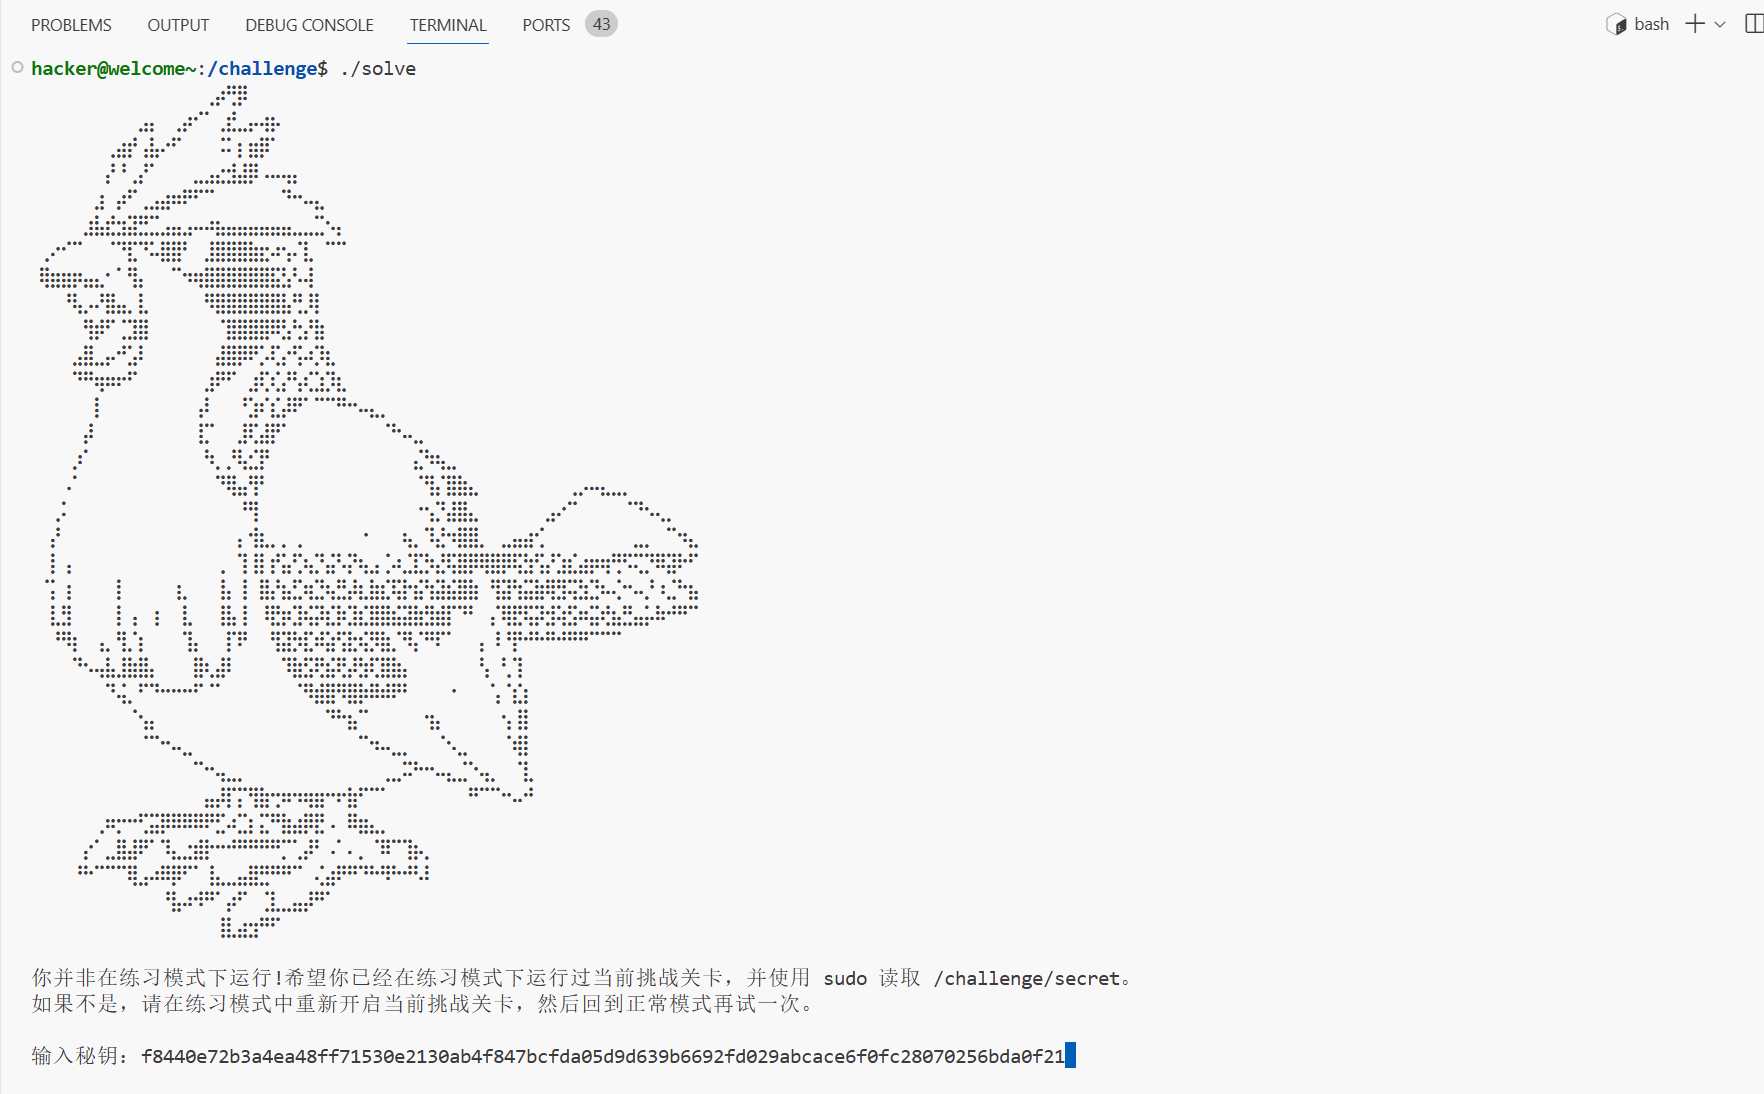 PROBLEMS OUTPUT DEBUG CONSOLE TERMINAL PORTS 43 bash
hacker@welcome~:/challenge$ ./solve
你并非在练习模式下运行!希望你已经在练习模式下运行过当前挑战关卡，并使用 sudo 读取 /challenge/secret。
如果不是，请在练习模式中重新开启当前挑战关卡，然后回到正常模式再试一次。
输入秘钥：f8440e72b3a4ea48ff71530e2130ab4f847bcfda05d9d639b6692fd029abcace6f0fc28070256bda0f21